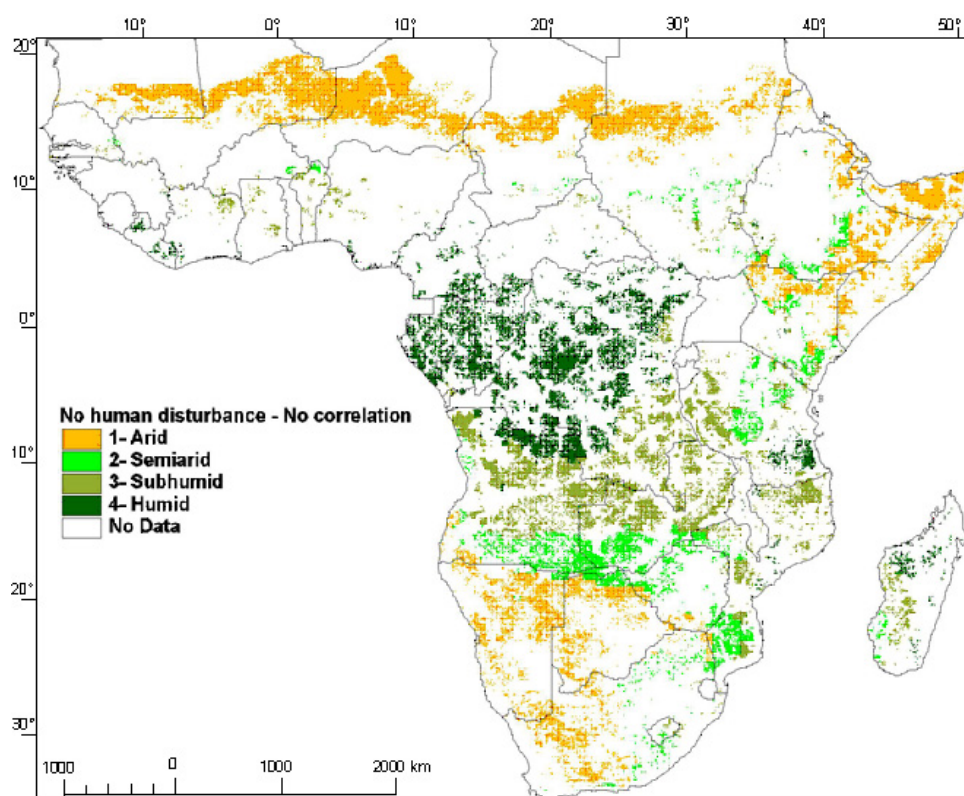 10° 0° 10° 20° 30° 40° 50°
20°
10°
0°
No human disturbance - No correlation
1- Arid
2- Semiarid
3- Subhumid
4- Humid
No Data
10°
20°
30°
1000 0 1000 2000 km